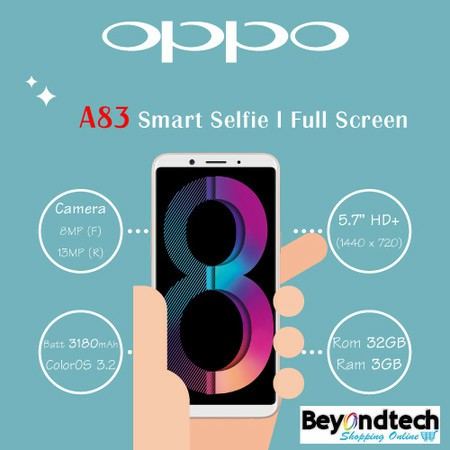 oppo
A83 Smart Selfie | Full Screen
Camera
8MP (F)
13MP (R)
5.7" HD+
(1440 x 720)
8
Batt 3180mAh
ColorOS 3.2
Rom 32GB
Ram 3GB
Beyondtech
Shopping Online